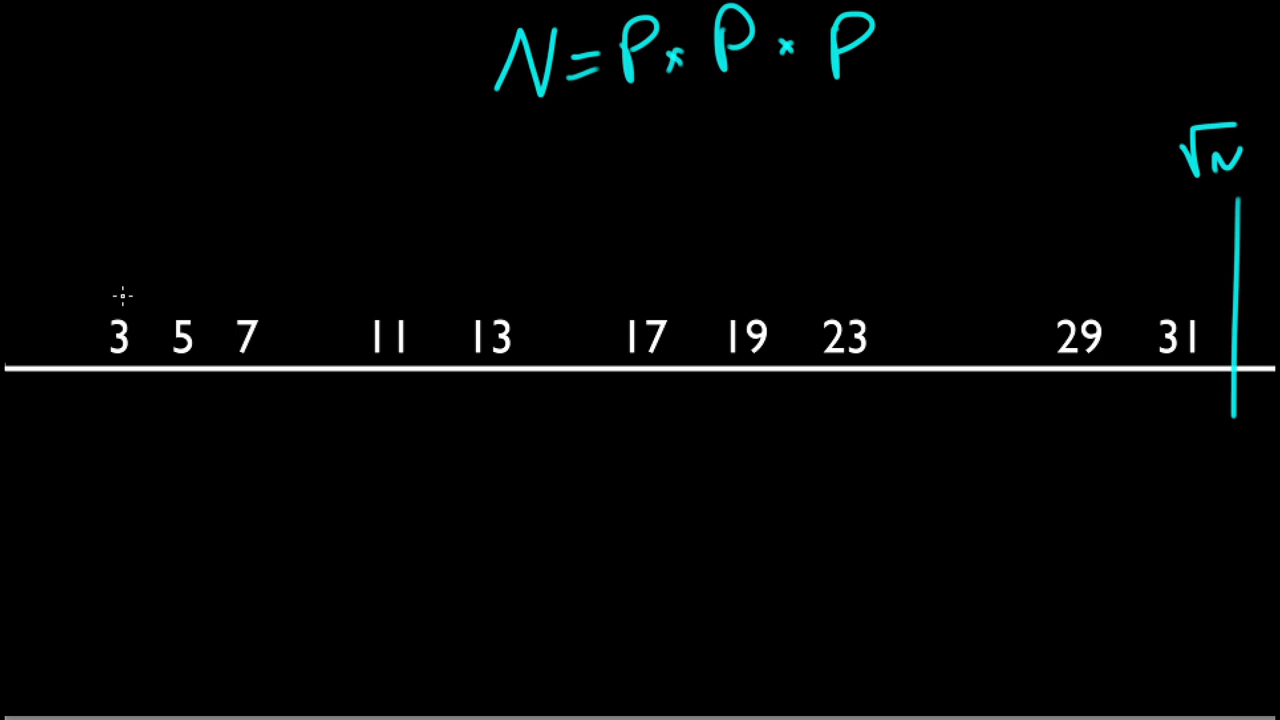 N = P × P × P
√N
3 5 7 11 13 17 19 23 29 31